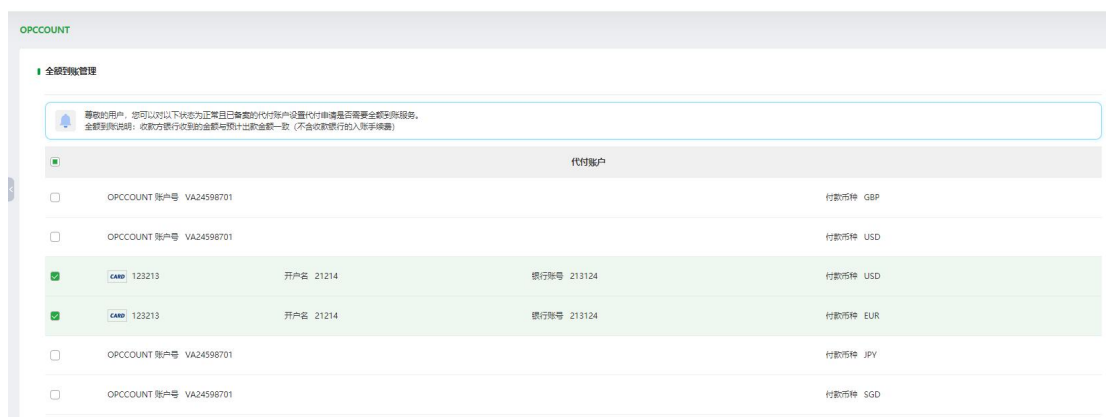 OPCCOUNT
全额到账管理
尊敬的用户，您可以对以下状态为正常且已备案的代付账户设置代付申请是否需要全额到账服务。
全额到账说明：收款方银行收到的金额与预计出款金额一致（不含收款银行的入账手续费）
代付账户
OPCCOUNT 账户号 VA24598701 付款币种 GBP
OPCCOUNT 账户号 VA24598701 付款币种 USD
CARD 123213 开户名 21214 银行账号 213124 付款币种 USD
CARD 123213 开户名 21214 银行账号 213124 付款币种 EUR
OPCCOUNT 账户号 VA24598701 付款币种 JPY
OPCCOUNT 账户号 VA24598701 付款币种 SGD